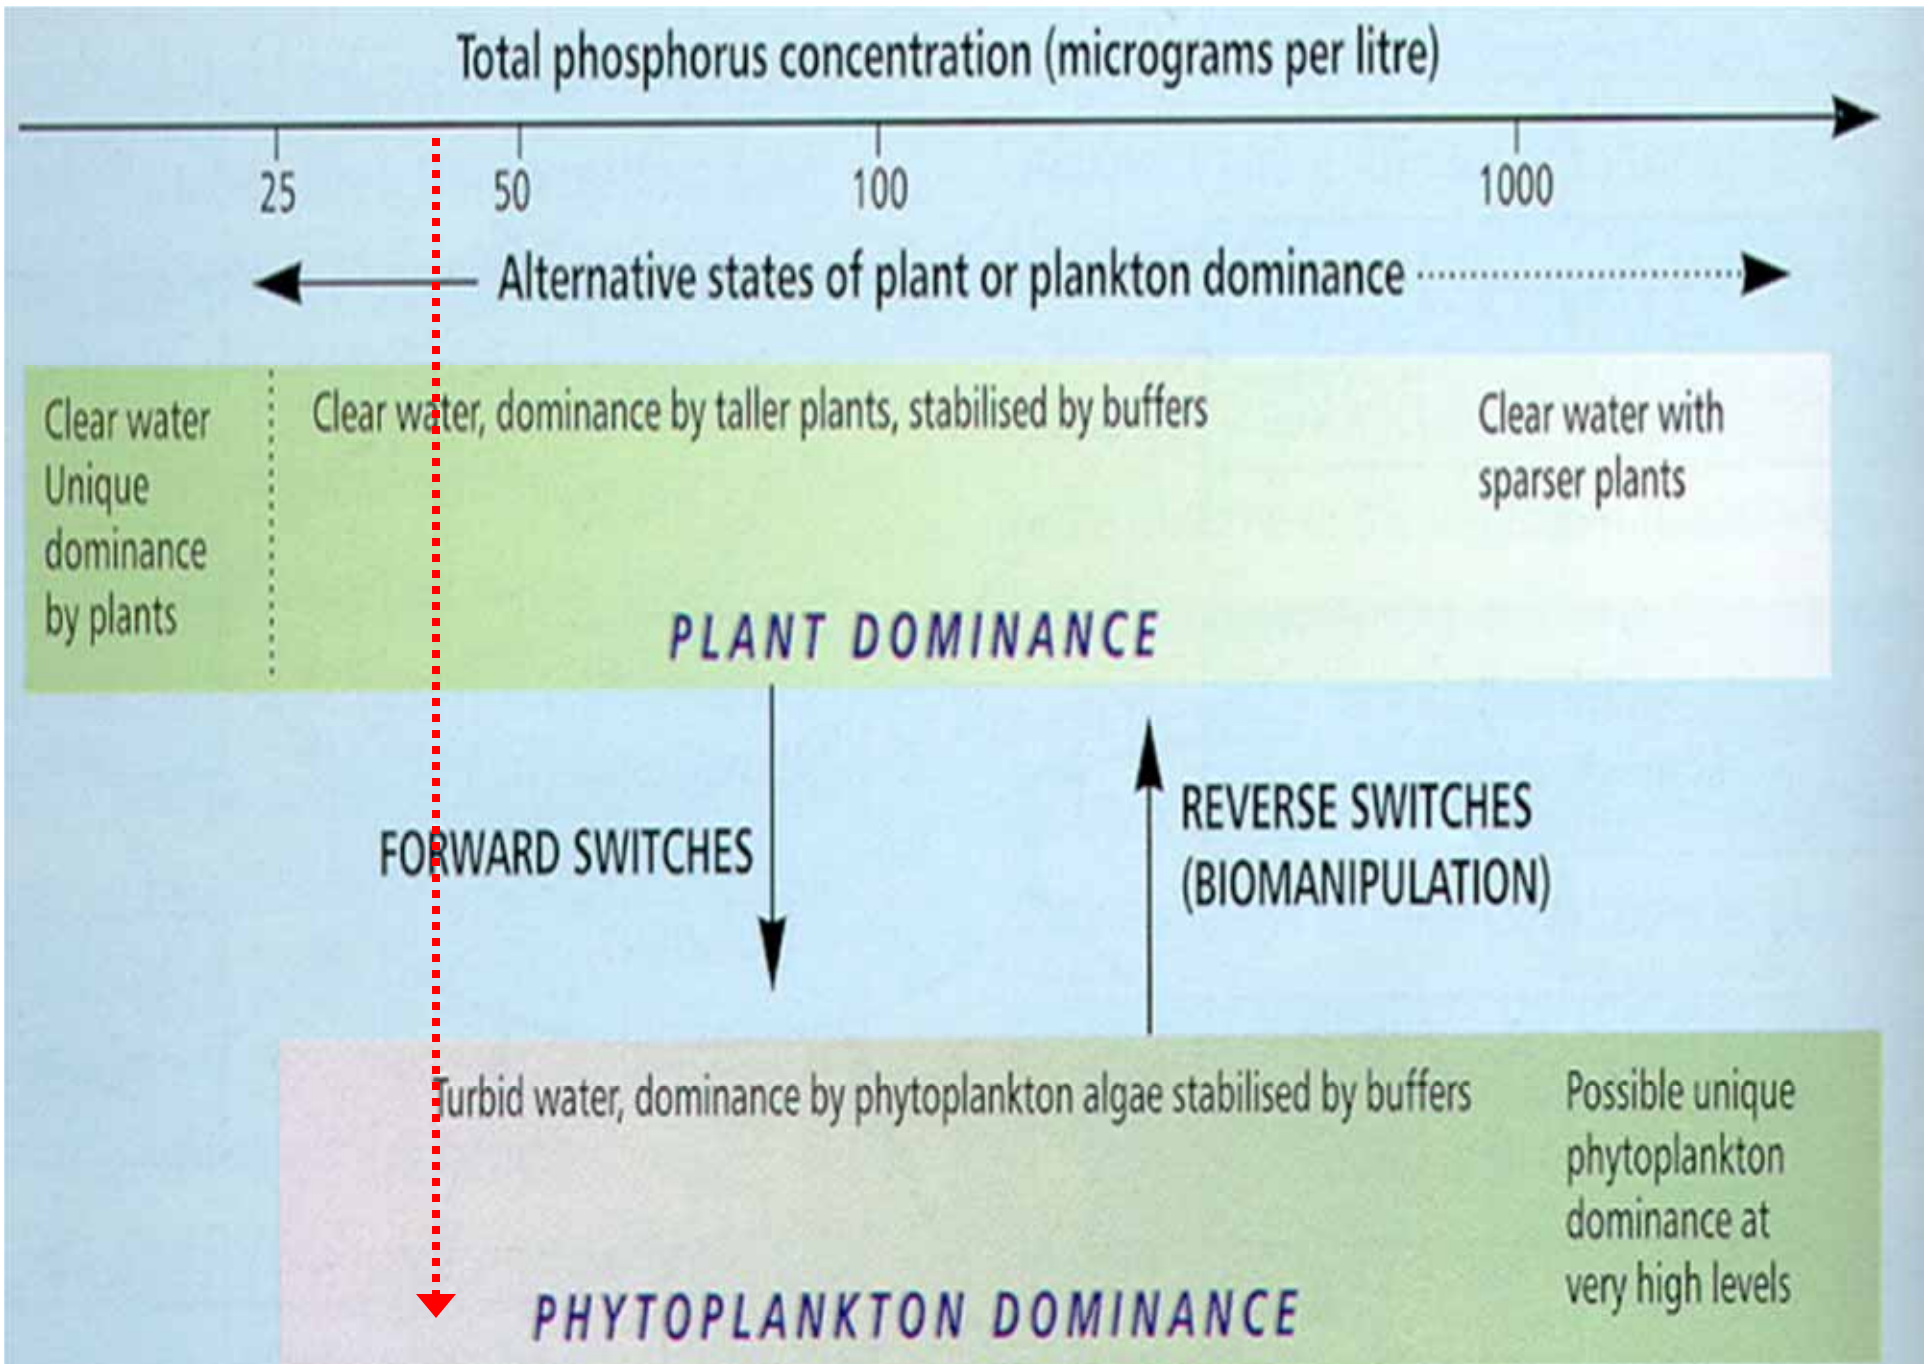 Total phosphorus concentration (micrograms per litre)
25 50 100 1000
Alternative states of plant or plankton dominance
Clear water
Unique
dominance
by plants
Clear water, dominance by taller plants, stabilised by buffers
Clear water with
sparser plants
PLANT DOMINANCE
FORWARD SWITCHES
REVERSE SWITCHES
(BIOMANIPULATION)
Turbid water, dominance by phytoplankton algae stabilised by buffers
Possible unique
phytoplankton
dominance at
very high levels
PHYTOPLANKTON DOMINANCE